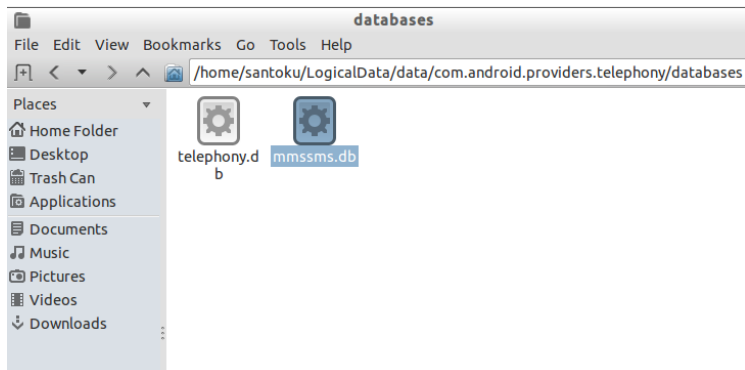 databases
File Edit View Bookmarks Go Tools Help
/home/santoku/LogicalData/data/com.android.providers.telephony/databases
Places
Home Folder
Desktop
Trash Can
Applications
Documents
Music
Pictures
Videos
Downloads
telephony.d
b
mmssms.db